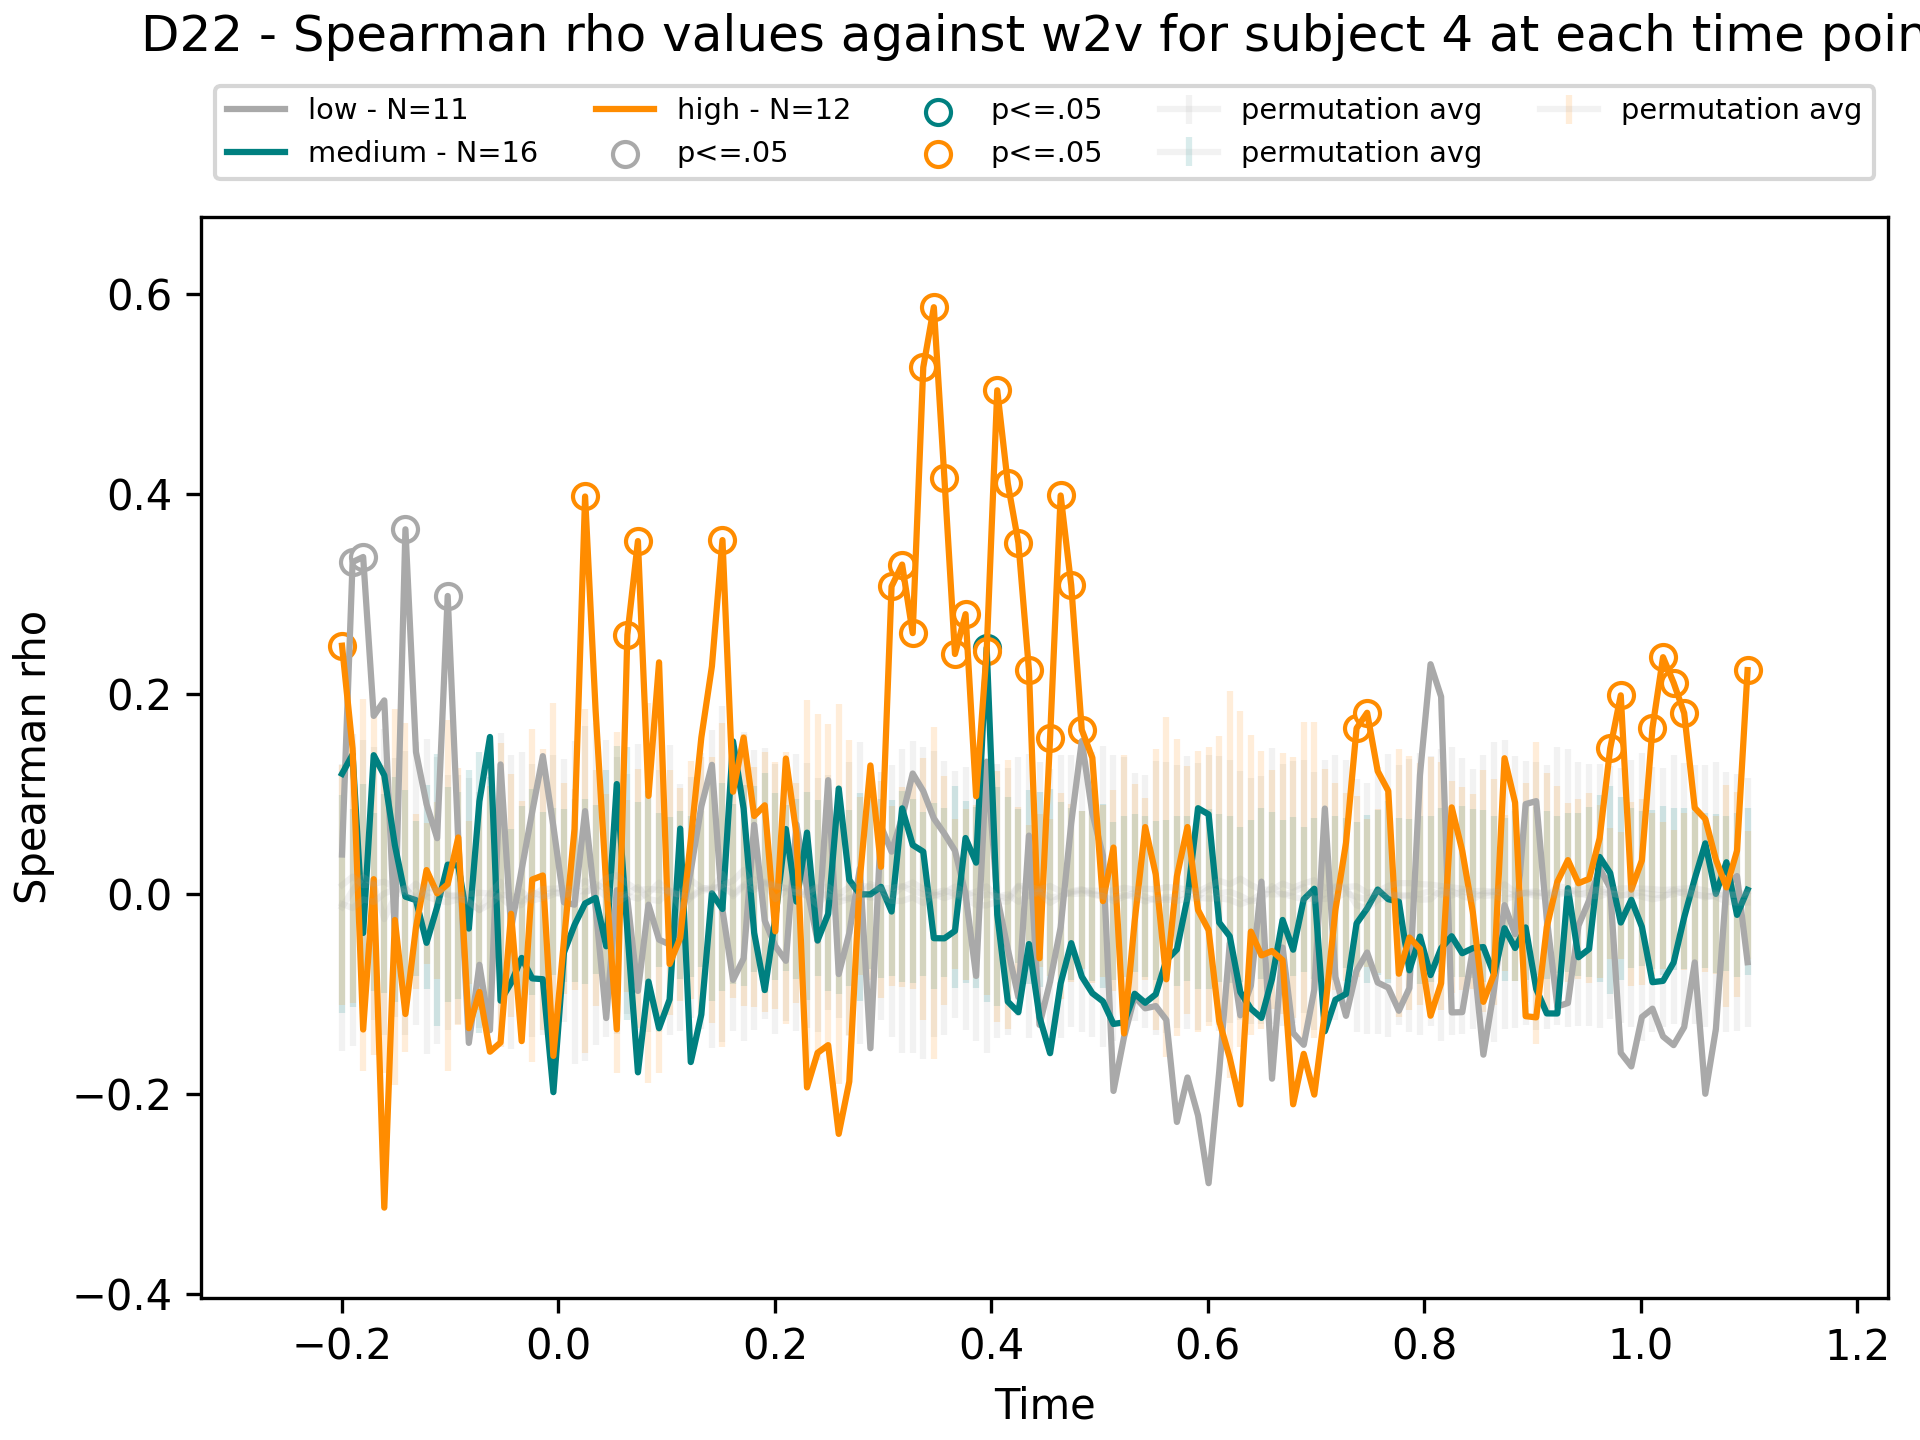 D22 - Spearman rho values against w2v for subject 4 at each time
low - N=11 high - N=12 p<=.05 permutation avg permutation avg
medium - N=16 p<=.05 p<=.05 permutation avg
Spearman rho
0.6
0.4
0.2
0.0
−0.2
−0.4
−0.2 0.0 0.2 0.4 0.6 0.8 1.0 1.2
Time